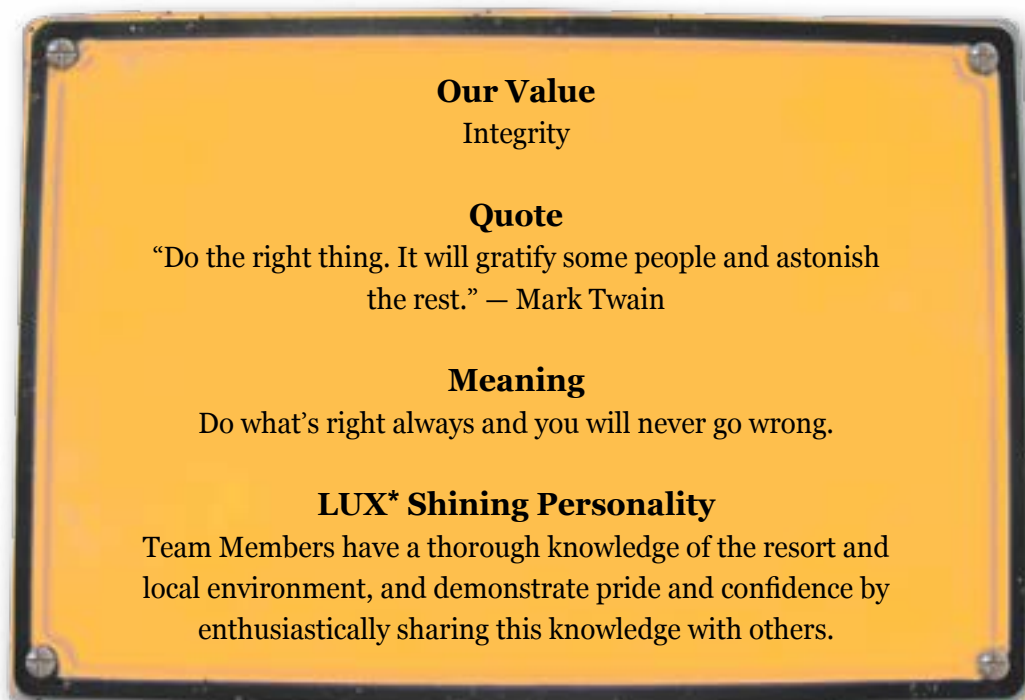 Our Value
Integrity
Quote
“Do the right thing. It will gratify some people and astonish
the rest.” — Mark Twain
Meaning
Do what’s right always and you will never go wrong.
LUX* Shining Personality
Team Members have a thorough knowledge of the resort and
local environment, and demonstrate pride and confidence by
enthusiastically sharing this knowledge with others.